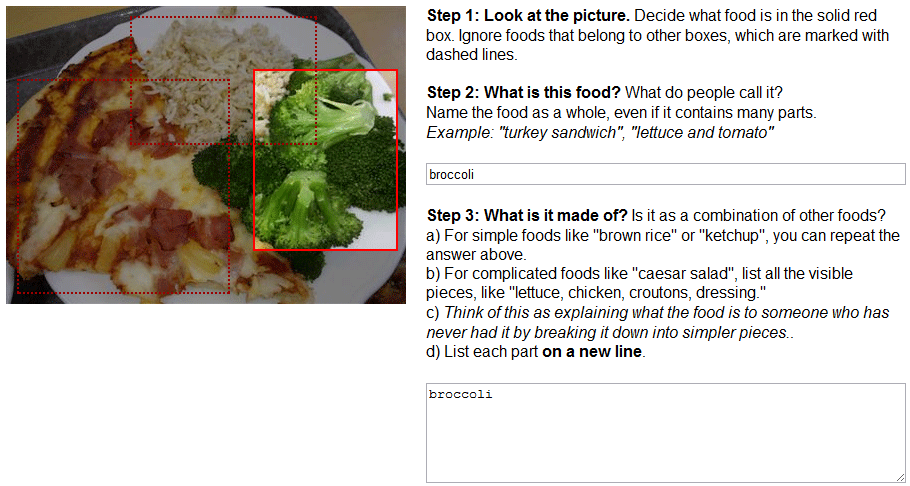 Step 1: Look at the picture. Decide what food is in the solid red
box. Ignore foods that belong to other boxes, which are marked with
dashed lines.
Step 2: What is this food? What do people call it?
Name the food as a whole, even if it contains many parts.
Example: "turkey sandwich", "lettuce and tomato"
broccoli
Step 3: What is it made of? Is it as a combination of other foods?
a) For simple foods like "brown rice" or "ketchup", you can repeat the
answer above.
b) For complicated foods like "caesar salad", list all the visible
pieces, like "lettuce, chicken, croutons, dressing."
c) Think of this as explaining what the food is to someone who has
never had it by breaking it down into simpler pieces..
d) List each part on a new line.
broccoli